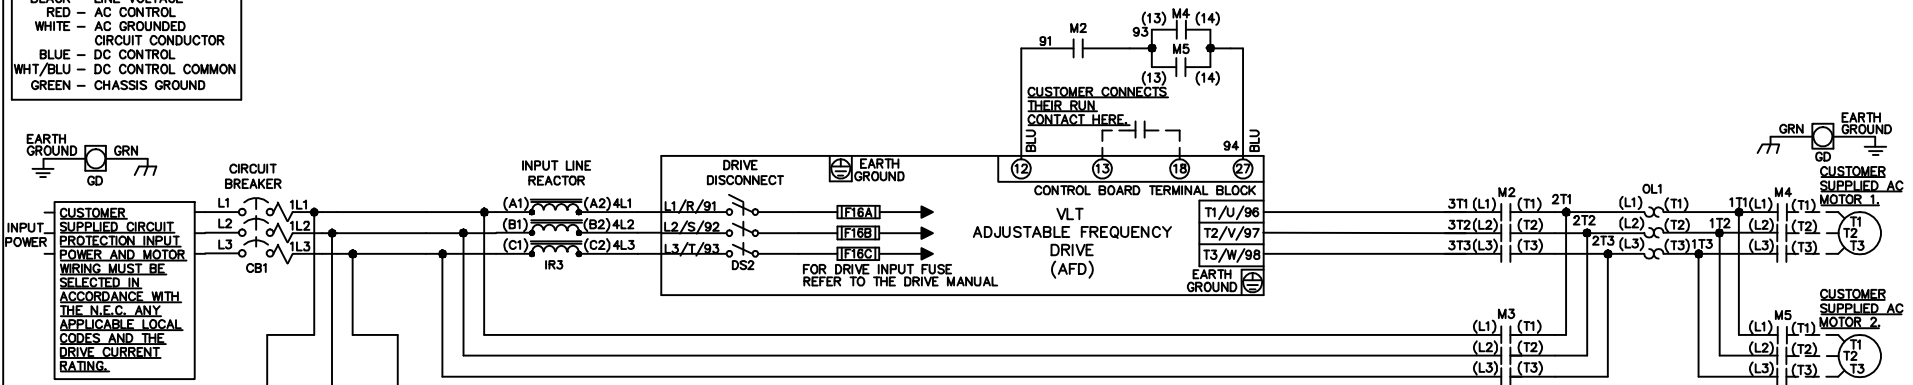 RED – AC CONTROL
WHITE – AC GROUNDED
CIRCUIT CONDUCTOR
BLUE – DC CONTROL
WHT/BLU – DC CONTROL COMMON
GREEN – CHASSIS GROUND
EARTH
GROUND
GRN
GD
INPUT
POWER
CUSTOMER
SUPPLIED CIRCUIT
PROTECTION INPUT
POWER AND MOTOR
WIRING MUST BE
SELECTED IN
ACCORDANCE WITH
THE N.E.C. ANY
APPLICABLE LOCAL
CODES AND THE
DRIVE CURRENT
RATING.
CIRCUIT
BREAKER
L1 1L1
L2 1L2
L3 1L3
CB1
INPUT LINE
REACTOR
(A1) (A2) 4L1
(B1) (B2) 4L2
(C1) (C2) 4L3
IR3
DRIVE
DISCONNECT
L1/R/91
L2/S/92
L3/T/93
DS2
EARTH
GROUND
F16A
F16B
F16C
FOR DRIVE INPUT FUSE
REFER TO THE DRIVE MANUAL
91 M2 93
(13) M4 (14)
M5
(13) (14)
CUSTOMER CONNECTS
THEIR RUN
CONTACT HERE.
BLU
94 BLU
12 13 18 27
CONTROL BOARD TERMINAL BLOCK
VLT
ADJUSTABLE FREQUENCY
DRIVE
(AFD)
T1/U/96
T2/V/97
T3/W/98
EARTH
GROUND
M2
3T1 (L1) (T1) 2T1
3T2 (L2) (T2) 2T2
3T3 (L3) (T3) 2T3
M3
(L1) (T1)
(L2) (T2)
(L3) (T3)
OL1
(L1) (T1) 1T1
(L2) (T2) 1T2
(L3) (T3) 1T3
GRN
GD
EARTH
GROUND
CUSTOMER
SUPPLIED AC
MOTOR 1.
M4
(L1) (T1) T1
(L2) (T2) T2
(L3) (T3) T3
CUSTOMER
SUPPLIED AC
MOTOR 2.
M5
(L1) (T1) T1
(L2) (T2) T2
(L3) (T3) T3